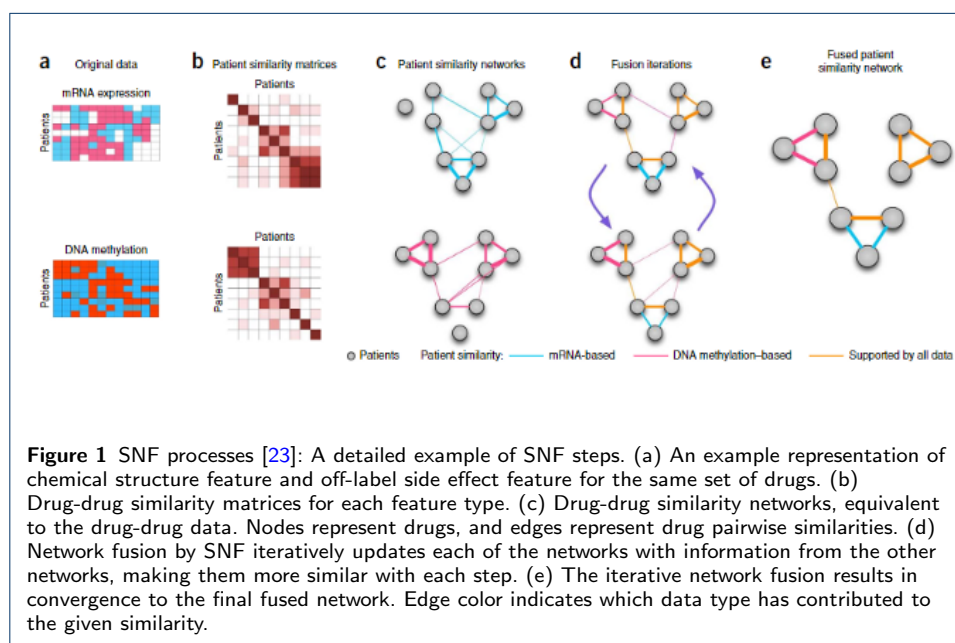 a Original data
mRNA expression
Patients
DNA methylation
Patients
b Patient similarity matrices
Patients
Patients
c Patient similarity networks
d Fusion iterations
e Fused patient
similarity network
Patients Patient similarity: mRNA-based DNA methylation–based Supported by all data
Figure 1 SNF processes [23]: A detailed example of SNF steps. (a) An example representation of
chemical structure feature and off-label side effect feature for the same set of drugs. (b)
Drug-drug similarity matrices for each feature type. (c) Drug-drug similarity networks, equivalent
to the drug-drug data. Nodes represent drugs, and edges represent drug pairwise similarities. (d)
Network fusion by SNF iteratively updates each of the networks with information from the other
networks, making them more similar with each step. (e) The iterative network fusion results in
convergence to the final fused network. Edge color indicates which data type has contributed to
the given similarity.